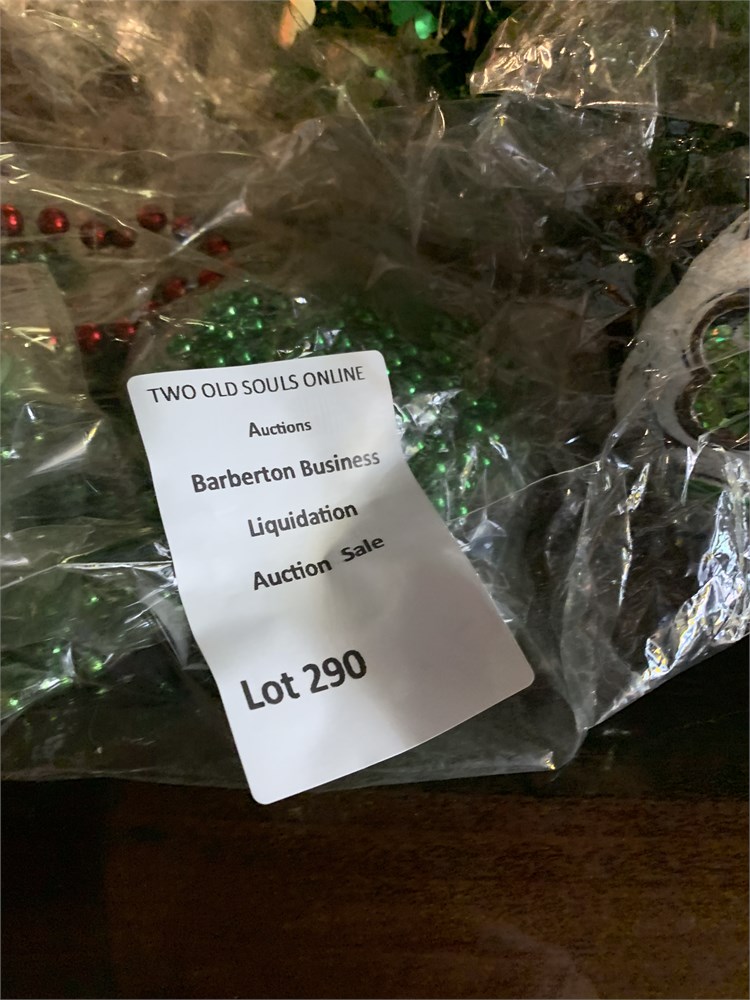 TWO OLD SOULS ONLINE
Auctions
Barberton Business
Liquidation
Auction Sale
Lot 290